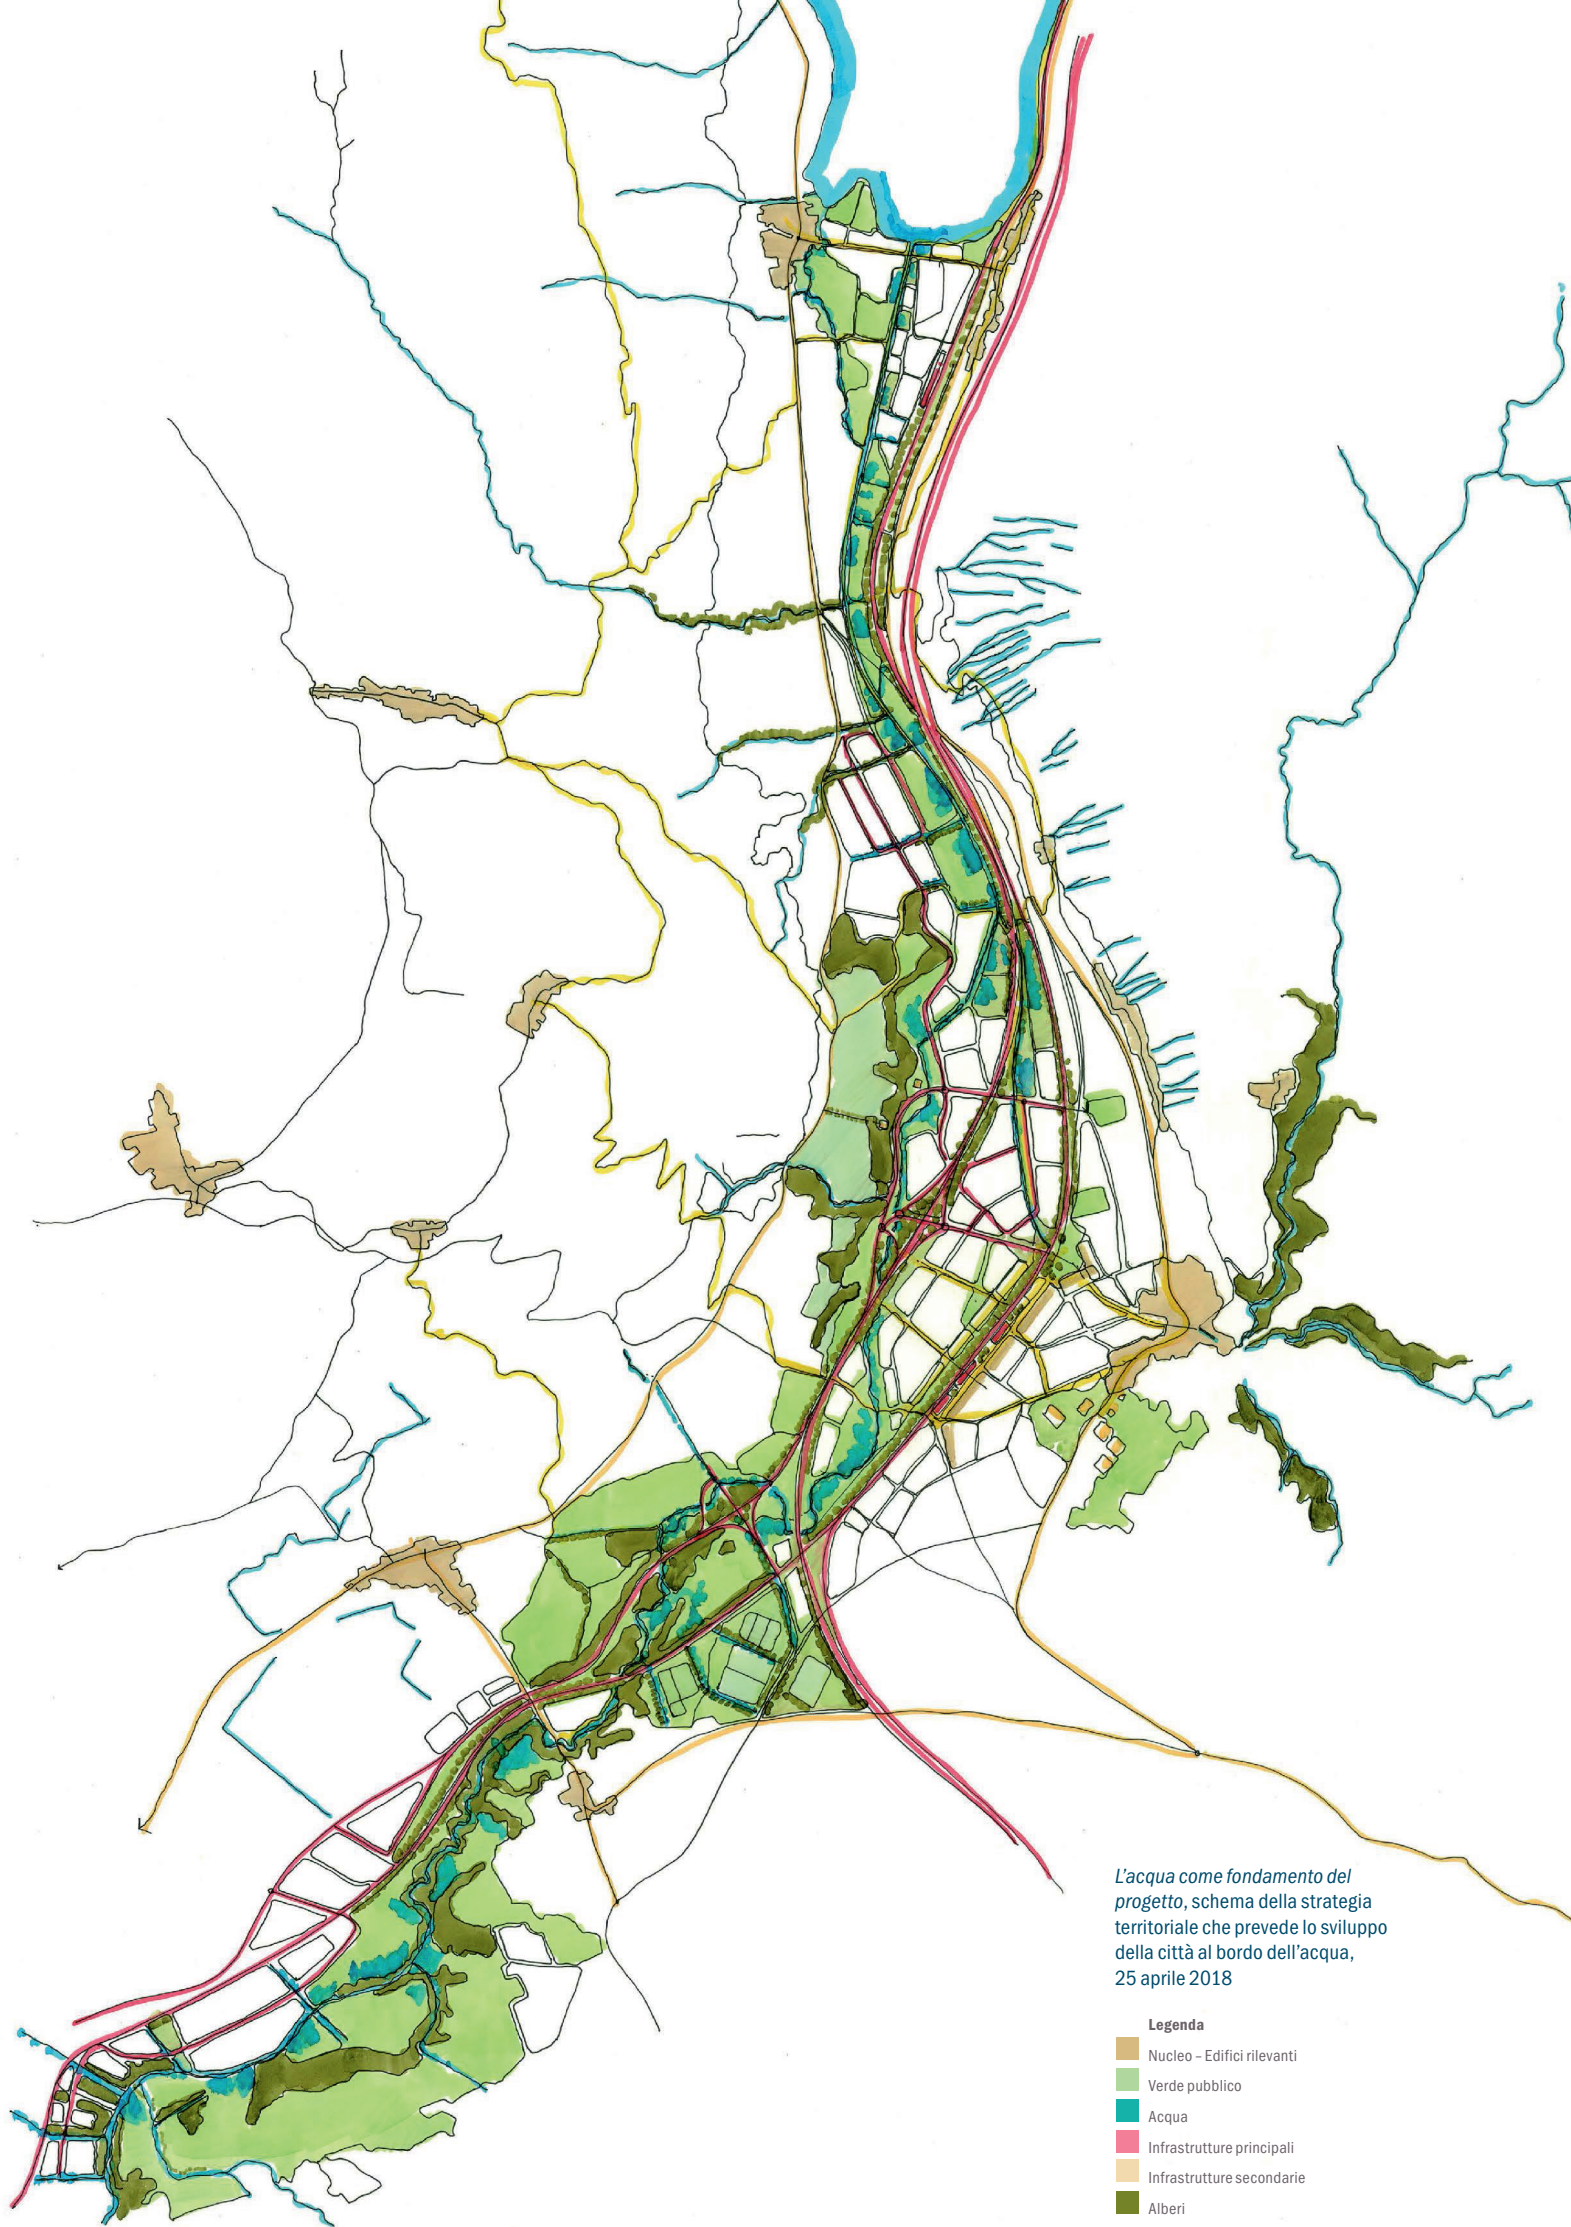 L'acqua come fondamento del
progetto, schema della strategia
territoriale che prevede lo sviluppo
della città al bordo dell'acqua,
25 aprile 2018
Legenda
Nucleo – Edifici rilevanti
Verde pubblico
Acqua
Infrastrutture principali
Infrastrutture secondarie
Alberi